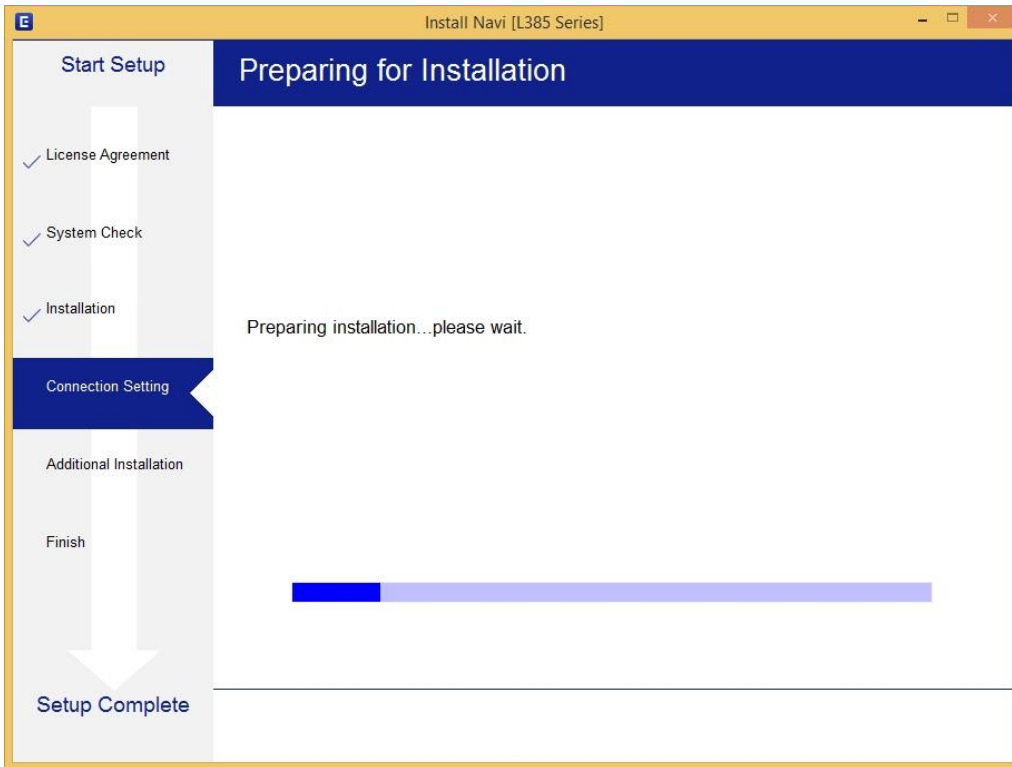 Install Navi [L385 Series]
Start Setup
Preparing for Installation
License Agreement
System Check
Installation
Preparing installation...please wait.
Connection Setting
Additional Installation
Finish
Setup Complete